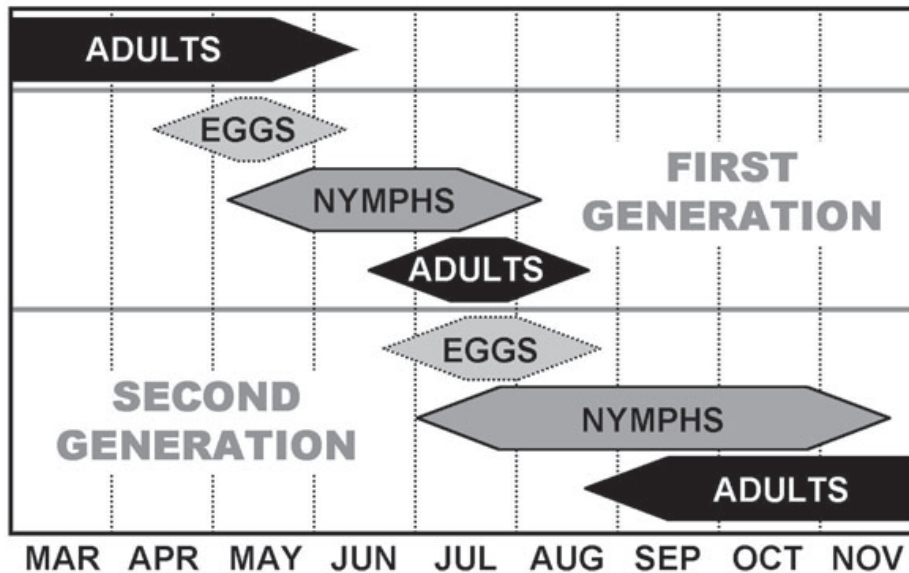 ADULTS
EGGS
NYMPHS
ADULTS
FIRST
GENERATION
EGGS
NYMPHS
ADULTS
SECOND
GENERATION
MAR APR MAY JUN JUL AUG SEP OCT NOV